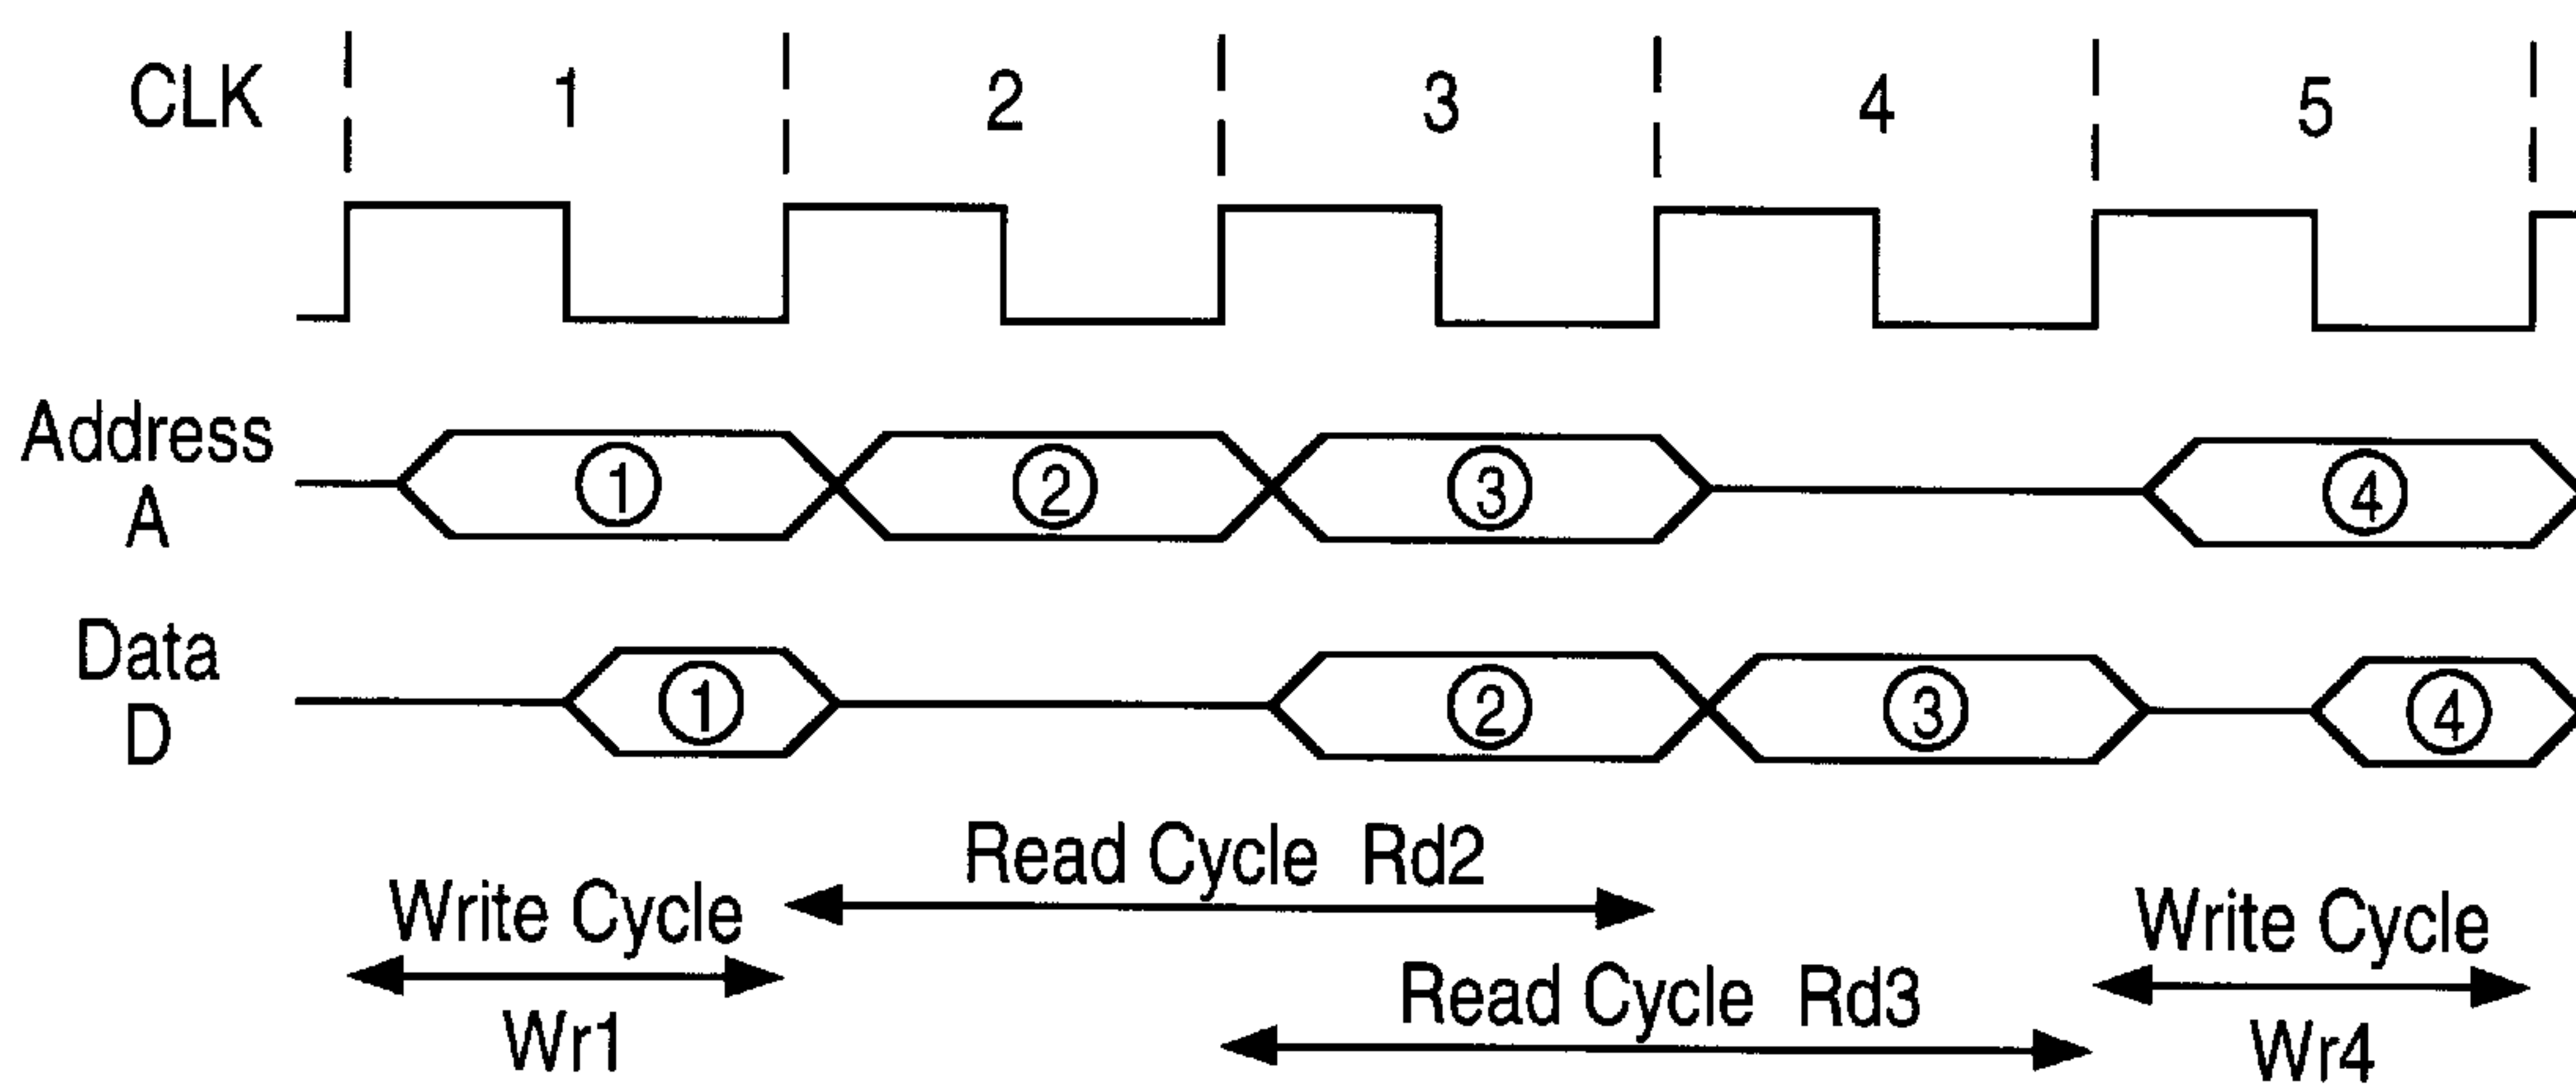 CLK 1 2 3 4 5
Address
A
① ② ③ ④
Data
D
① ② ③ ④
Read Cycle Rd2
Write Cycle
Wr1
Read Cycle Rd3
Write Cycle
Wr4